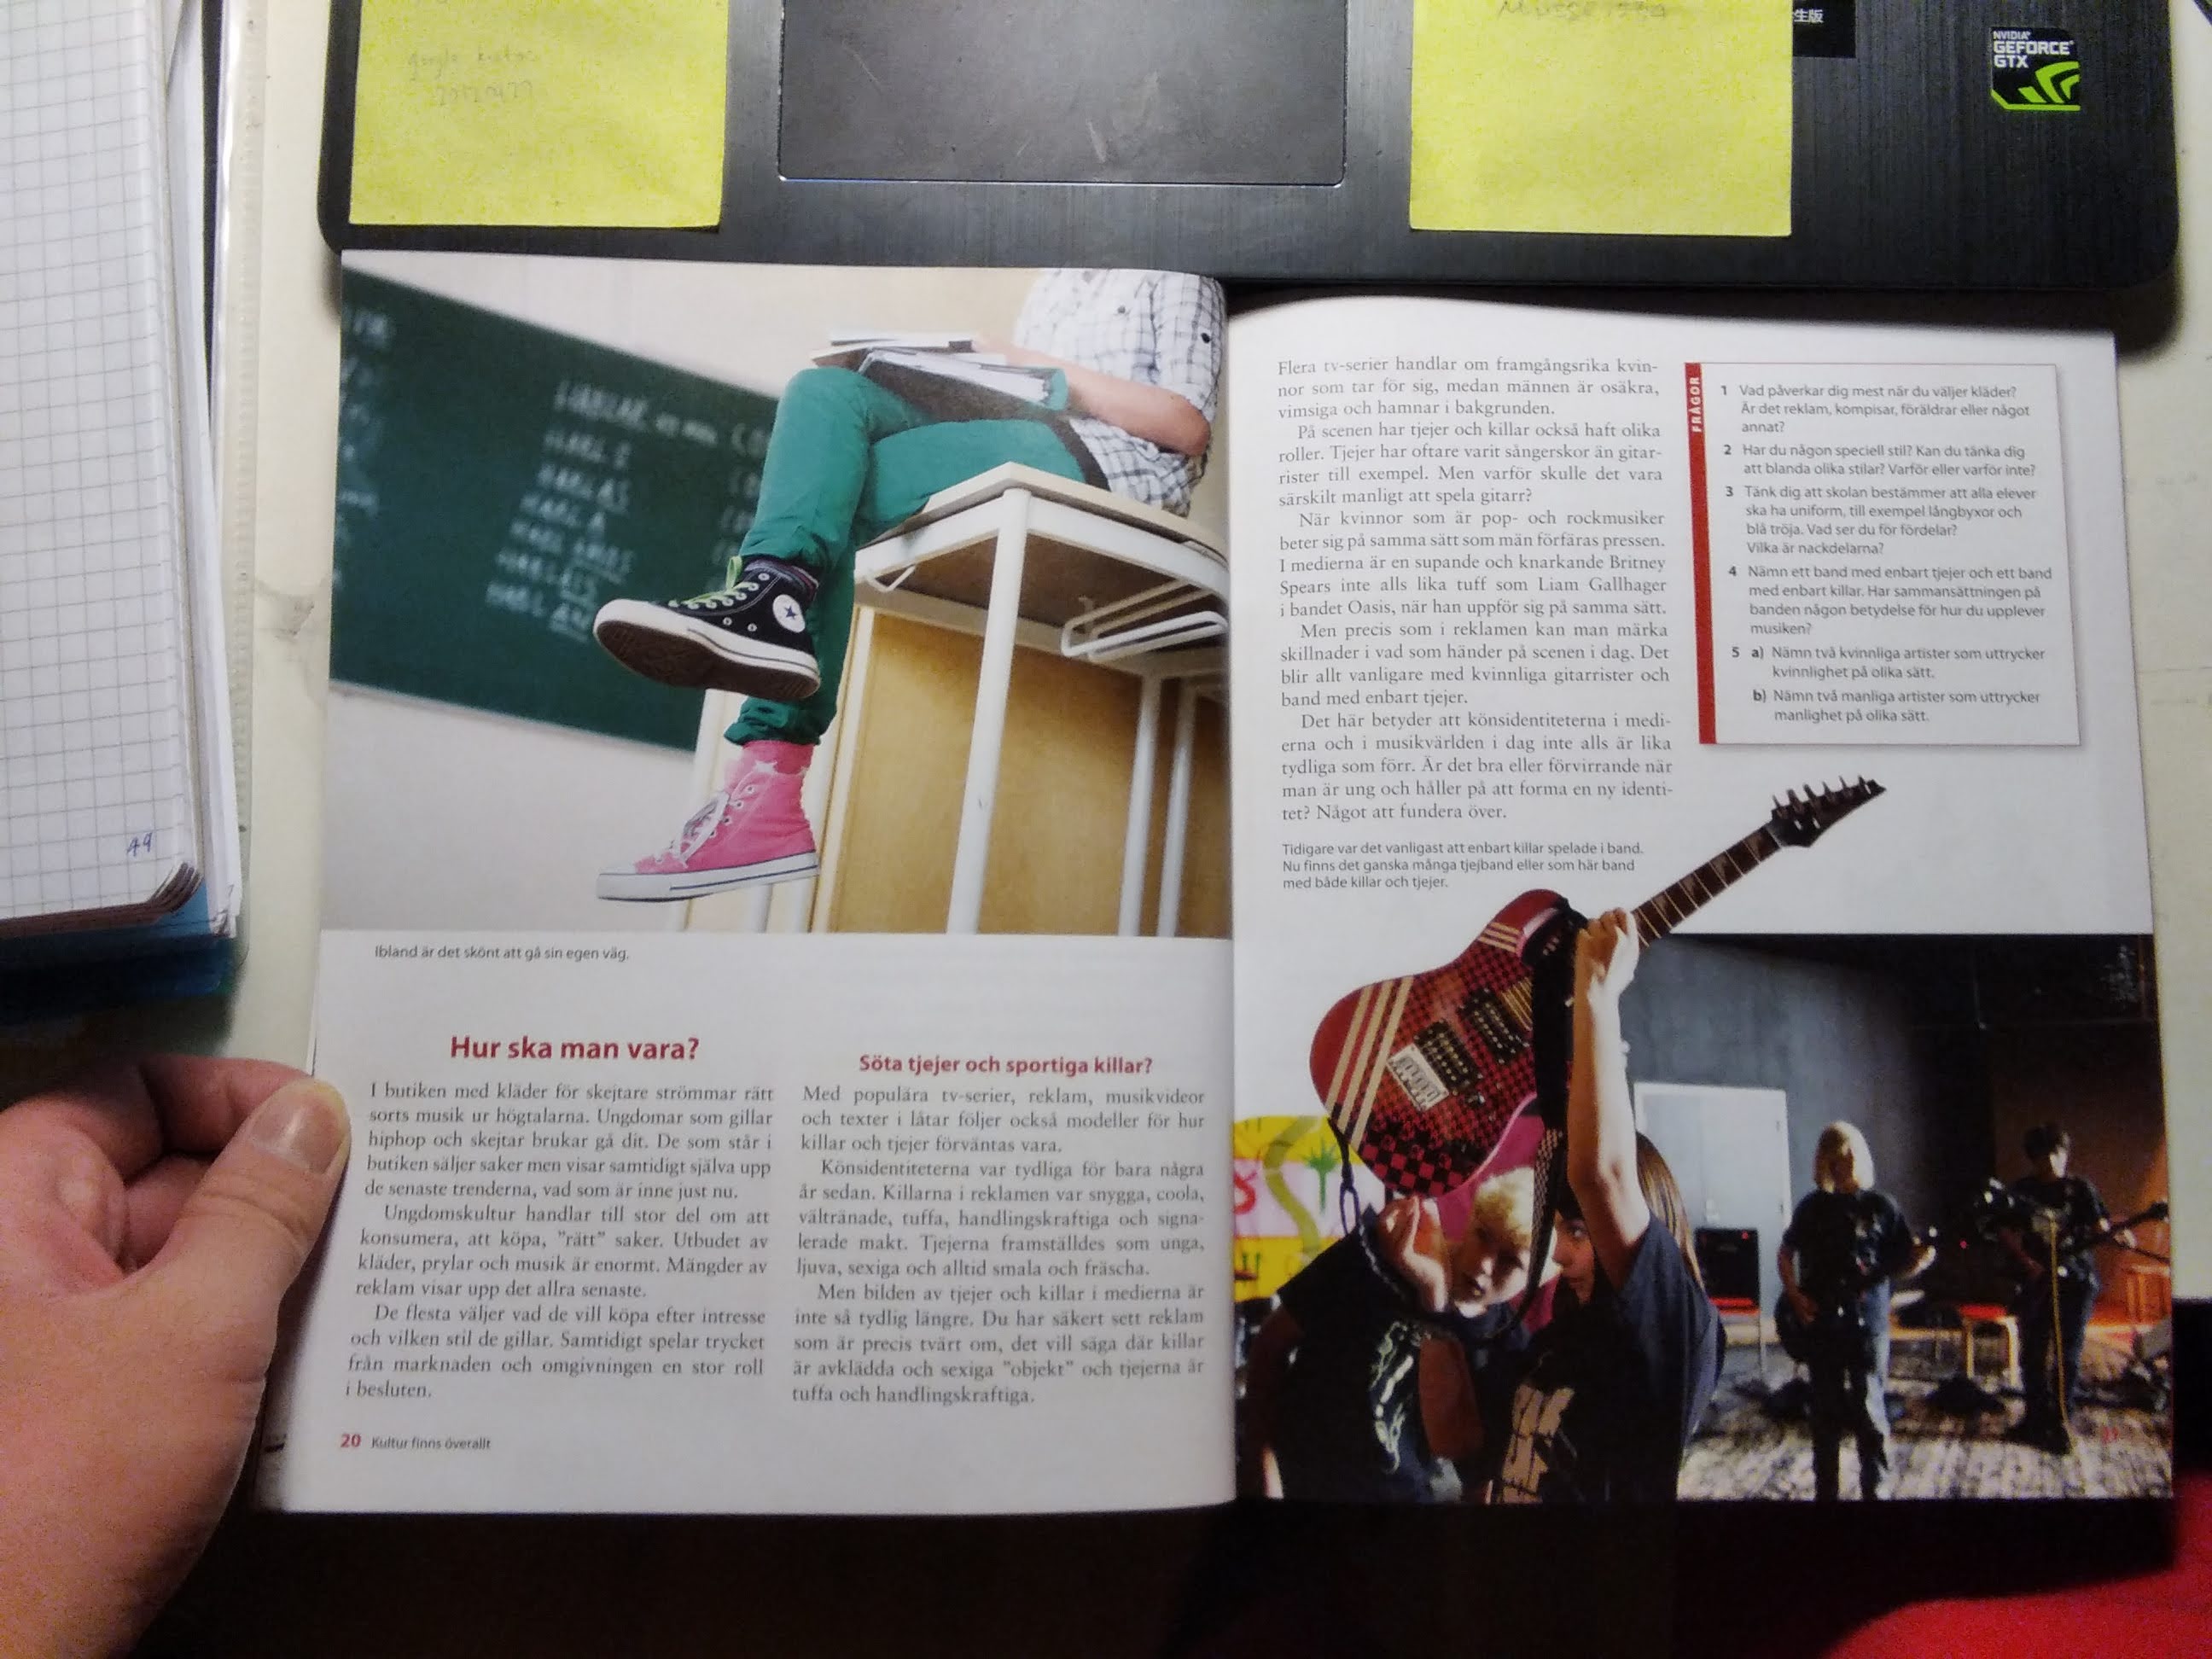 生版
NVIDIA
GEFORCE
GTX
49
Ibland är det skönt att gå sin egen väg.
Hur ska man vara?
I butiken med kläder för skejtare strömmar rätt
sorts musik ur högtalarna. Ungdomar som gillar
hiphop och skejtar brukar gå dit. De som står i
butiken säljer saker men visar samtidigt själva upp
de senaste trenderna, vad som är inne just nu.
Ungdomskultur handlar till stor del om att
konsumera, att köpa, ”rätt” saker. Utbudet av
kläder, prylar och musik är enormt. Mängder av
reklam visar upp det allra senaste.
De flesta väljer vad de vill köpa efter intresse
och vilken stil de gillar. Samtidigt spelar trycket
från marknaden och omgivningen en stor roll
i besluten.
20 Kultur finns överallt
Söta tjejer och sportiga killar?
Med populära tv-serier, reklam, musikvideor
och texter i låtar följer också modeller för hur
killar och tjejer förväntas vara.
Könsidentiteterna var tydliga för bara några
år sedan. Killarna i reklamen var snygga, coola,
vältränade, tuffa, handlingskraftiga och signa-
lerade makt. Tjejerna framställdes som unga,
ljuva, sexiga och alltid smala och fräscha.
Men bilden av tjejer och killar i medierna är
inte så tydlig längre. Du har säkert sett reklam
som är precis tvärt om, det vill säga där killar
är avklädda och sexiga ”objekt” och tjejerna är
tuffa och handlingskraftiga.
Flera tv-serier handlar om framgångsrika kvin-
nor som tar för sig, medan männen är osäkra,
vimsiga och hamnar i bakgrunden.
På scenen har tjejer och killar också haft olika
roller. Tjejer har oftare varit sångerskor än gitar-
rister till exempel. Men varför skulle det vara
särskilt manligt att spela gitarr?
När kvinnor som är pop- och rockmusiker
beter sig på samma sätt som män förfäras pressen.
I medierna är en supande och knarkande Britney
Spears inte alls lika tuff som Liam Gallhager
i bandet Oasis, när han uppför sig på samma sätt.
Men precis som i reklamen kan man märka
skillnader i vad som händer på scenen i dag. Det
blir allt vanligare med kvinnliga gitarrister och
band med enbart tjejer.
Det här betyder att könsidentiteterna i medi-
erna och i musikvärlden i dag inte alls är lika
tydliga som förr. Är det bra eller förvirrande när
man är ung och håller på att forma en ny identi-
tet? Något att fundera över.
Tidigare var det vanligast att enbart killar spelade i band.
Nu finns det ganska många tjejband eller som här band
med både killar och tjejer.
FRÅGOR
1 Vad påverkar dig mest när du väljer kläder?
Är det reklam, kompisar, föräldrar eller något
annat?
2 Har du någon speciell stil? Kan du tänka dig
att blanda olika stilar? Varför eller varför inte?
3 Tänk dig att skolan bestämmer att alla elever
ska ha uniform, till exempel långbyxor och
blå tröja. Vad ser du för fördelar?
Vilka är nackdelarna?
4 Nämn ett band med enbart tjejer och ett band
med enbart killar. Har sammansättningen på
banden någon betydelse för hur du upplever
musiken?
5 a) Nämn två kvinnliga artister som uttrycker
kvinnlighet på olika sätt.
b) Nämn två manliga artister som uttrycker
manlighet på olika sätt.